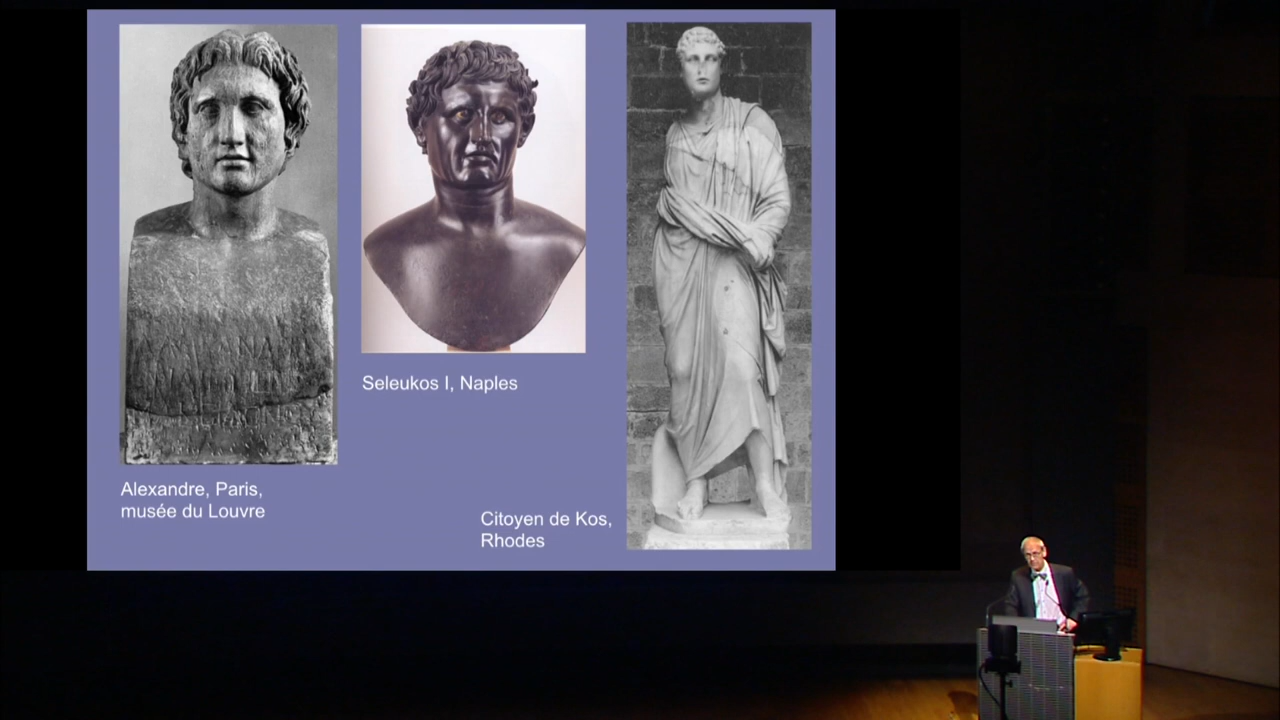 Alexandre, Paris,
musée du Louvre
Seleukos I, Naples
Citoyen de Kos,
Rhodes